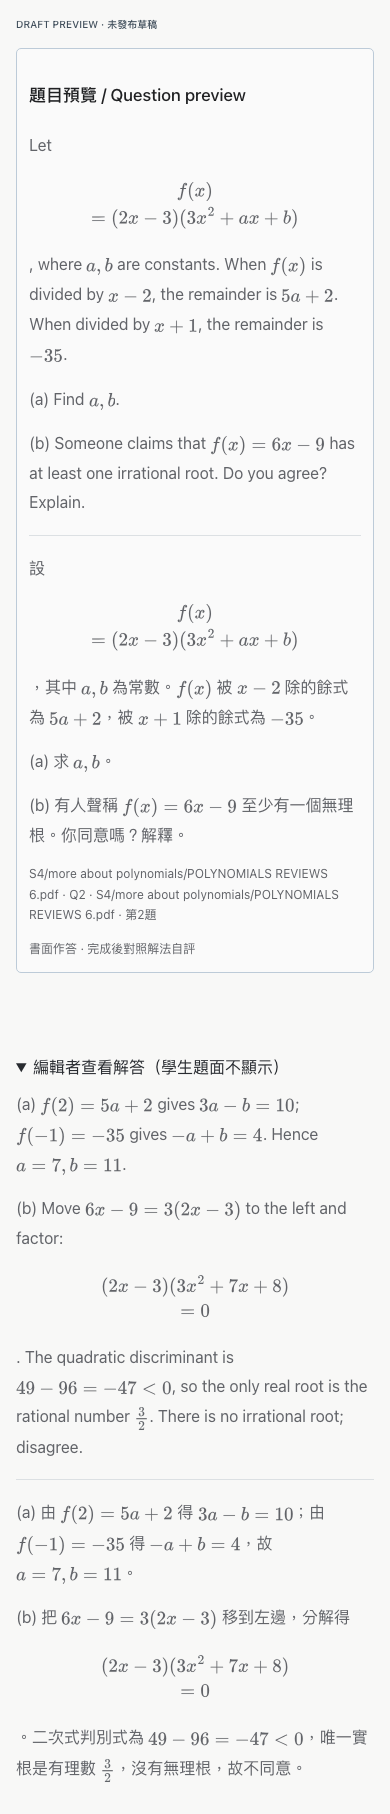 DRAFT PREVIEW · 未發布草稿
題目預覽 / Question preview
Let
f(x)
= (2x − 3)(3x² + ax + b)
, where a, b are constants. When f(x) is
divided by x − 2, the remainder is 5a + 2.
When divided by x + 1, the remainder is
−35.
(a) Find a, b.
(b) Someone claims that f(x) = 6x − 9 has
at least one irrational root. Do you agree?
Explain.
設
f(x)
= (2x − 3)(3x² + ax + b)
，其中 a, b 為常數。f(x) 被 x − 2 除的餘式
為 5a + 2，被 x + 1 除的餘式為 −35。
(a) 求 a, b。
(b) 有人聲稱 f(x) = 6x − 9 至少有一個無理
根。你同意嗎？解釋。
S4/more about polynomials/POLYNOMIALS REVIEWS
6.pdf · Q2 · S4/more about polynomials/POLYNOMIALS
REVIEWS 6.pdf · 第2題
書面作答 · 完成後對照解法自評
▼ 編輯者查看解答（學生題面不顯示）
(a) f(2) = 5a + 2 gives 3a − b = 10;
f(−1) = −35 gives −a + b = 4. Hence
a = 7, b = 11.
(b) Move 6x − 9 = 3(2x − 3) to the left and
factor:
(2x − 3)(3x² + 7x + 8)
= 0
. The quadratic discriminant is
49 − 96 = −47 < 0, so the only real root is the
rational number 3/2. There is no irrational root;
disagree.
(a) 由 f(2) = 5a + 2 得 3a − b = 10；由
f(−1) = −35 得 −a + b = 4，故
a = 7, b = 11。
(b) 把 6x − 9 = 3(2x − 3) 移到左邊，分解得
(2x − 3)(3x² + 7x + 8)
= 0
。二次式判別式為 49 − 96 = −47 < 0，唯一實
根是有理數 3/2，沒有無理根，故不同意。